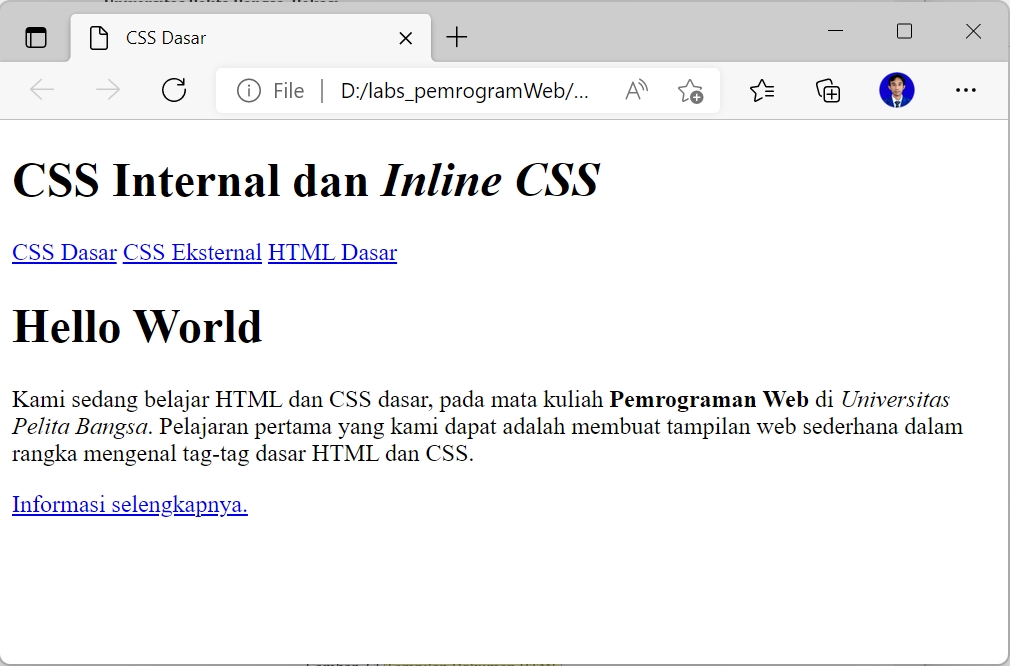 CSS Dasar
File | D:/labs_pemrogramWeb/...
CSS Internal dan Inline CSS
CSS Dasar CSS Eksternal HTML Dasar
Hello World
Kami sedang belajar HTML dan CSS dasar, pada mata kuliah Pemrograman Web di Universitas
Pelita Bangsa. Pelajaran pertama yang kami dapat adalah membuat tampilan web sederhana dalam
rangka mengenal tag-tag dasar HTML dan CSS.
Informasi selengkapnya.